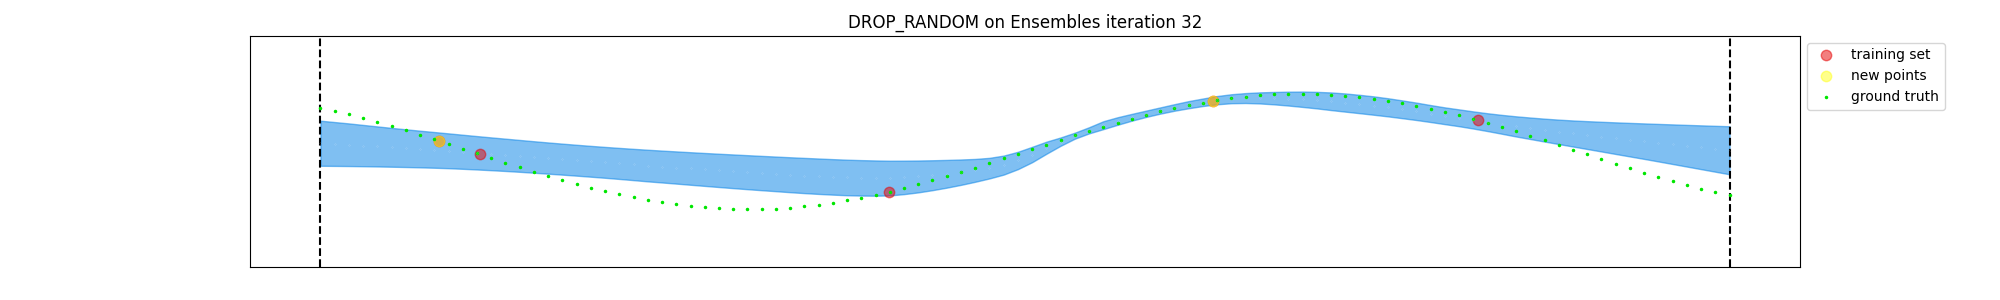 DROP_RANDOM on Ensembles iteration 32
training set
new points
ground truth